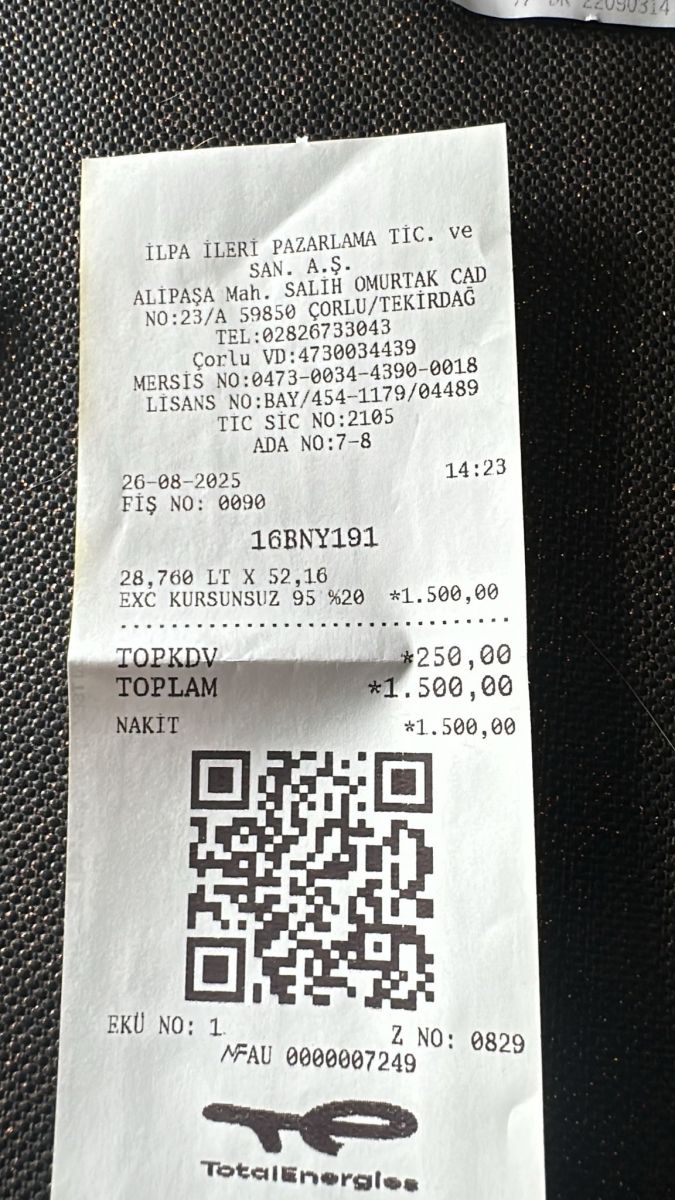 22090314
İLPA İLERİ PAZARLAMA TİC. ve
SAN. A.Ş.
ALİPAŞA Mah. SALİH OMURTAK CAD
NO:23/A 59850 ÇORLU/TEKİRDAĞ
TEL:02826733043
Çorlu VD:4730034439
MERSİS NO:0473-0034-4390-0018
LİSANS NO:BAY/454-1179/04489
TİC SİC NO:2105
ADA NO:7-8
26-08-2025 14:23
FİŞ NO: 0090
16BNY191
28,760 LT X 52,16
EXC KURSUNSUZ 95 %20 *1.500,00
TOPKDV *250,00
TOPLAM *1.500,00
NAKİT *1.500,00
EKÜ NO: 1 Z NO: 0829
MF AU 0000007249
TotalEnergies